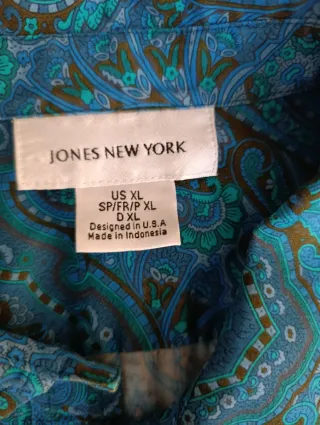 JONES NEW YORK
US XL
SP/FR/P XL
D XL
Designed in U.S.A
Made in Indonesia